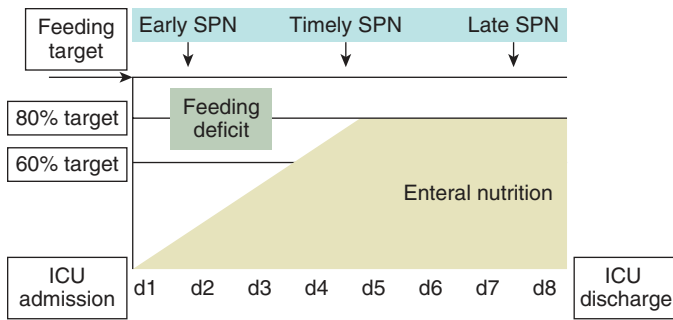 Feeding
target
Early SPN Timely SPN Late SPN
80% target
Feeding
deficit
60% target
Enteral nutrition
ICU
admission
d1 d2 d3 d4 d5 d6 d7 d8
ICU
discharge